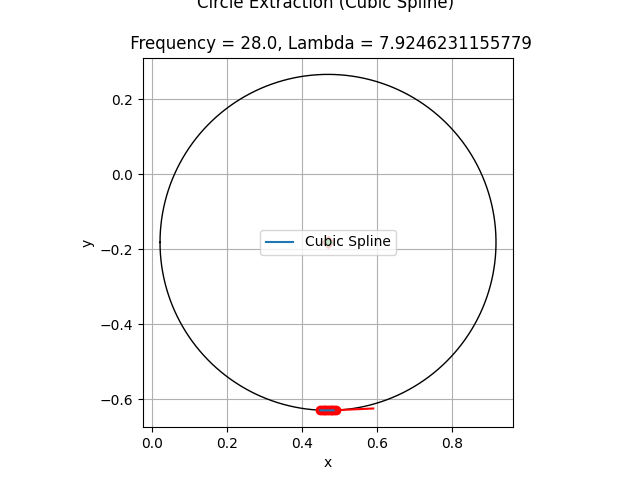 Circle Extraction (Cubic Spline)
Frequency = 28.0, Lambda = 7.9246231155779
0.2
0.0
−0.2
−0.4
−0.6
y
Cubic Spline
0.0 0.2 0.4 0.6 0.8
x